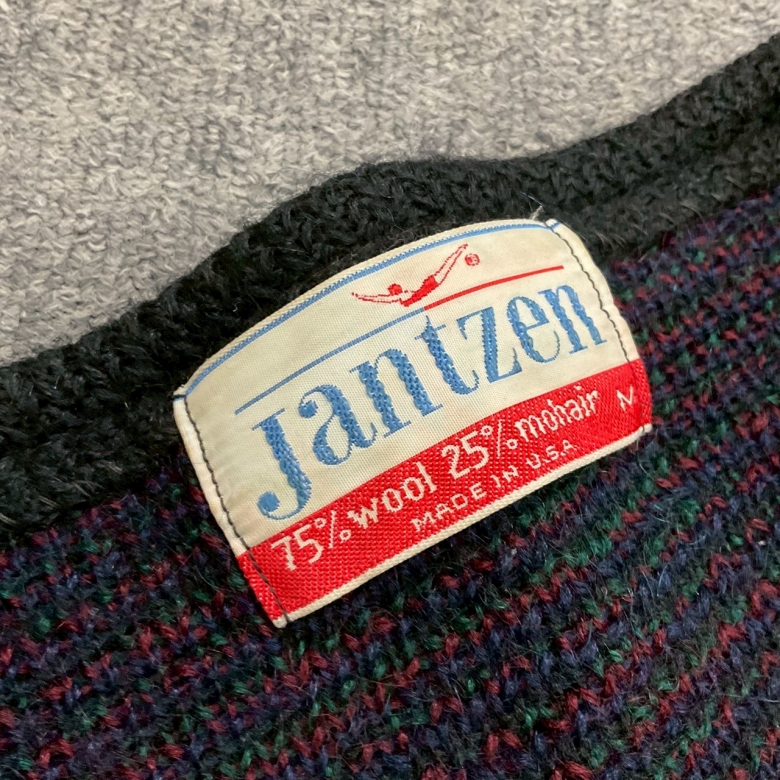 Jantzen
75% wool 25% mohair M
MADE IN U.S.A.